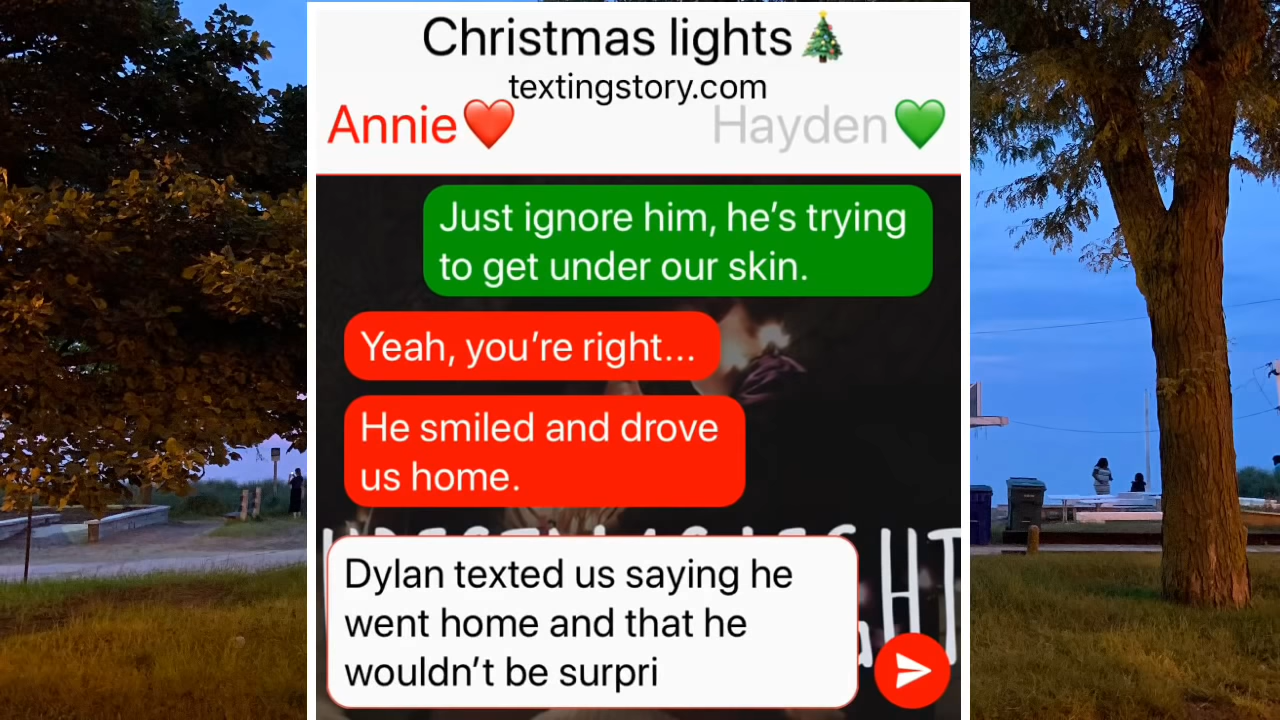 Christmas lights🎄
textingstory.com
Annie❤️ Hayden💚
Just ignore him, he’s trying
to get under our skin.
Yeah, you’re right...
He smiled and drove
us home.
Dylan texted us saying he
went home and that he
wouldn’t be surpri